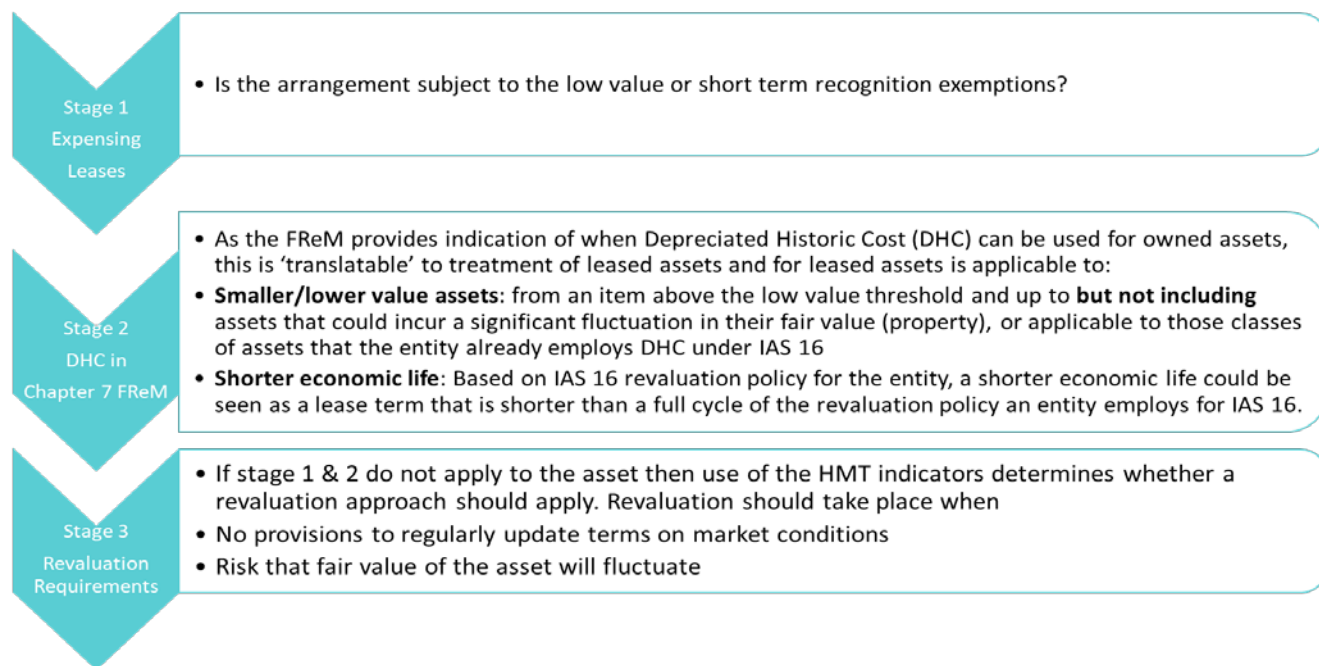 Stage 1
Expensing
Leases
• Is the arrangement subject to the low value or short term recognition exemptions?
Stage 2
DHC in
Chapter 7 FReM
• As the FReM provides indication of when Depreciated Historic Cost (DHC) can be used for owned assets,
this is ‘translatable’ to treatment of leased assets and for leased assets is applicable to:
• Smaller/lower value assets: from an item above the low value threshold and up to but not including
assets that could incur a significant fluctuation in their fair value (property), or applicable to those classes
of assets that the entity already employs DHC under IAS 16
• Shorter economic life: Based on IAS 16 revaluation policy for the entity, a shorter economic life could be
seen as a lease term that is shorter than a full cycle of the revaluation policy an entity employs for IAS 16.
Stage 3
Revaluation
Requirements
• If stage 1 & 2 do not apply to the asset then use of the HMT indicators determines whether a
revaluation approach should apply. Revaluation should take place when
• No provisions to regularly update terms on market conditions
• Risk that fair value of the asset will fluctuate